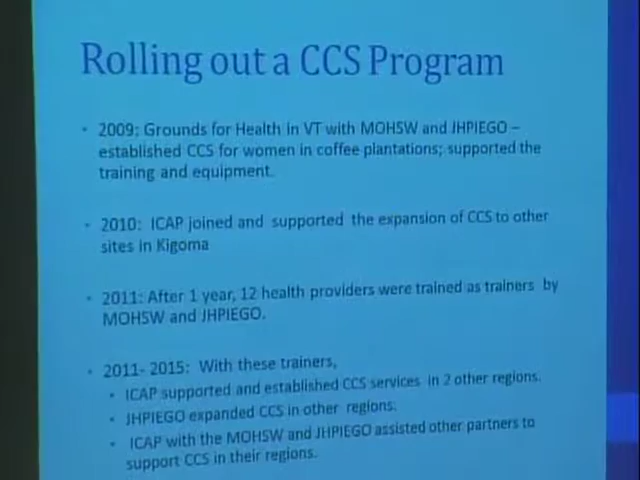 Rolling out a CCS Program
• 2009: Grounds for Health in VT with MOHSW and JHPIEGO –
established CCS for women in coffee plantations; supported the
training and equipment.
• 2010: ICAP joined and supported the expansion of CCS to other
sites in Kigoma
• 2011: After 1 year, 12 health providers were trained as trainers by
MOHSW and JHPIEGO.
• 2011- 2015: With these trainers,
• ICAP supported and established CCS services in 2 other regions.
• JHPIEGO expanded CCS in other regions.
• ICAP with the MOHSW and JHPIEGO assisted other partners to
support CCS in their regions.